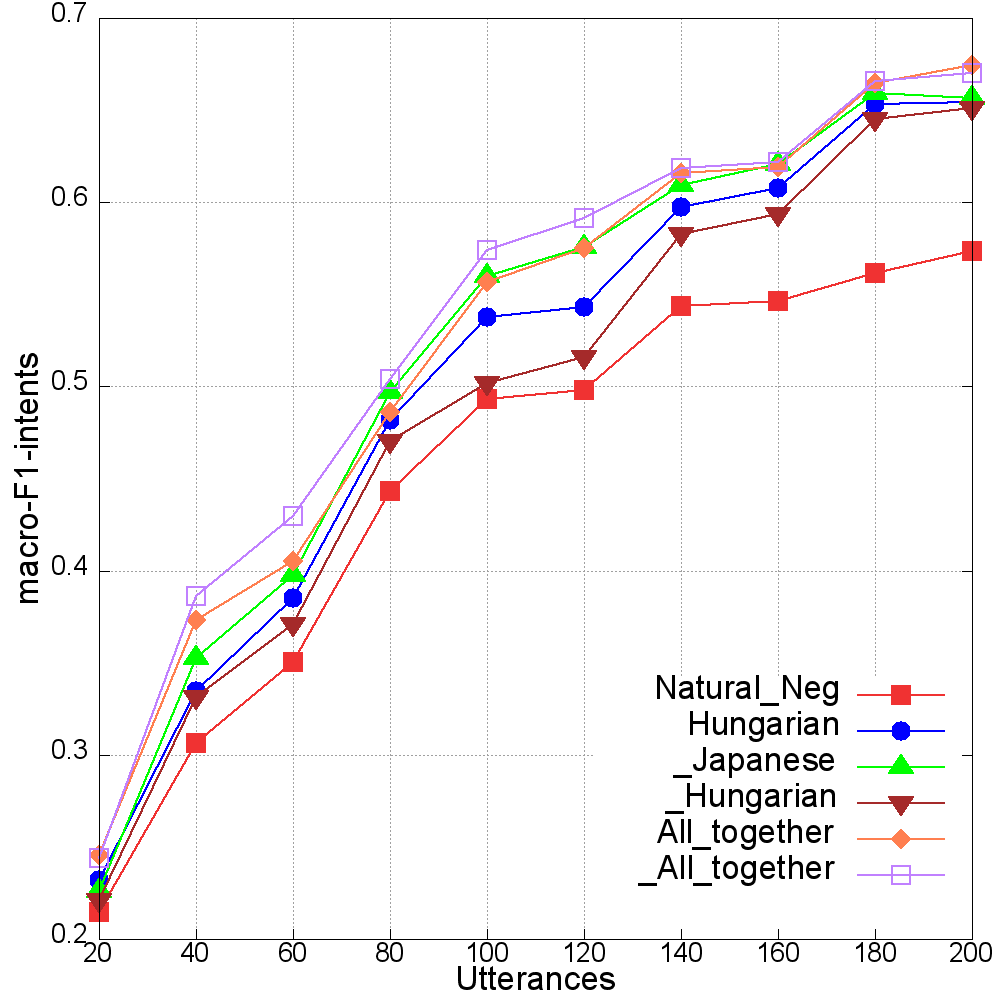 0.7
0.6
0.5
0.4
0.3
0.2
macro-F1-intents
Natural_Neg
Hungarian
_Japanese
_Hungarian
All_together
_All_together
20 40 60 80 100 120 140 160 180 200
Utterances